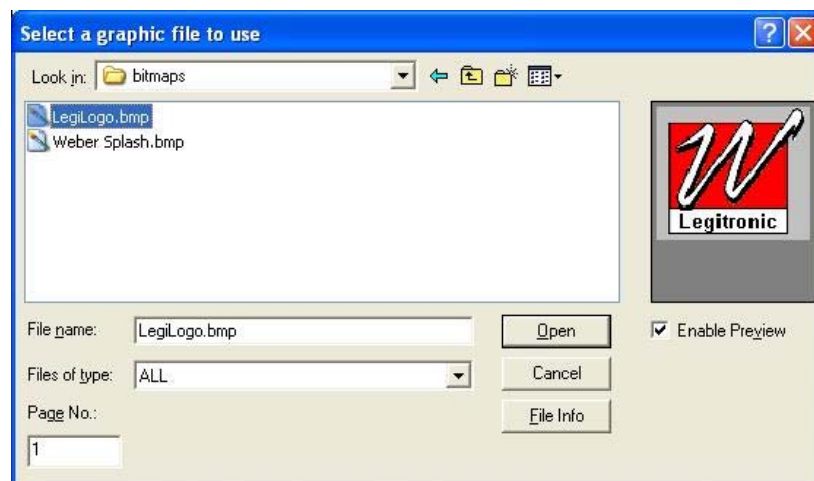 Select a graphic file to use
Look in: bitmaps
LegiLogo.bmp
Weber Splash.bmp
W
Legitronic
File name: LegiLogo.bmp
Open
Enable Preview
Files of type: ALL
Cancel
Page No.:
File Info
1